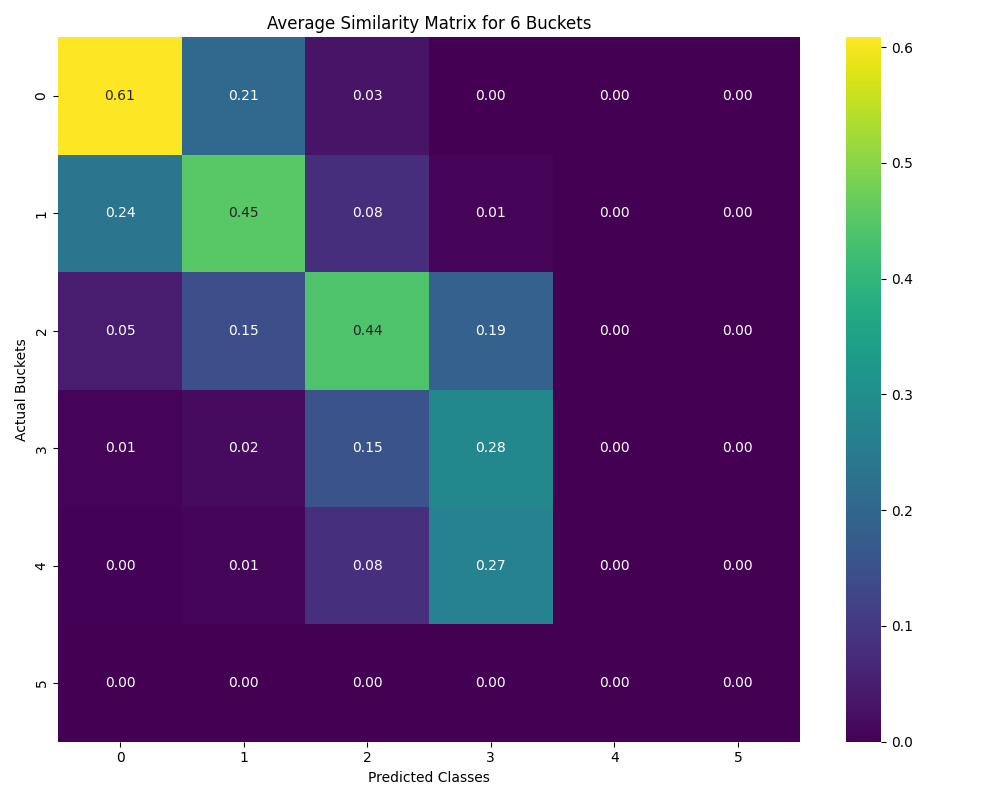 Average Similarity Matrix for 6 Buckets
0 0.61 0.21 0.03 0.00 0.00 0.00
1 0.24 0.45 0.08 0.01 0.00 0.00
2 0.05 0.15 0.44 0.19 0.00 0.00
3 0.01 0.02 0.15 0.28 0.00 0.00
4 0.00 0.01 0.08 0.27 0.00 0.00
5 0.00 0.00 0.00 0.00 0.00 0.00
0 1 2 3 4 5
Predicted Classes
Actual Buckets
0.6
0.5
0.4
0.3
0.2
0.1
0.0